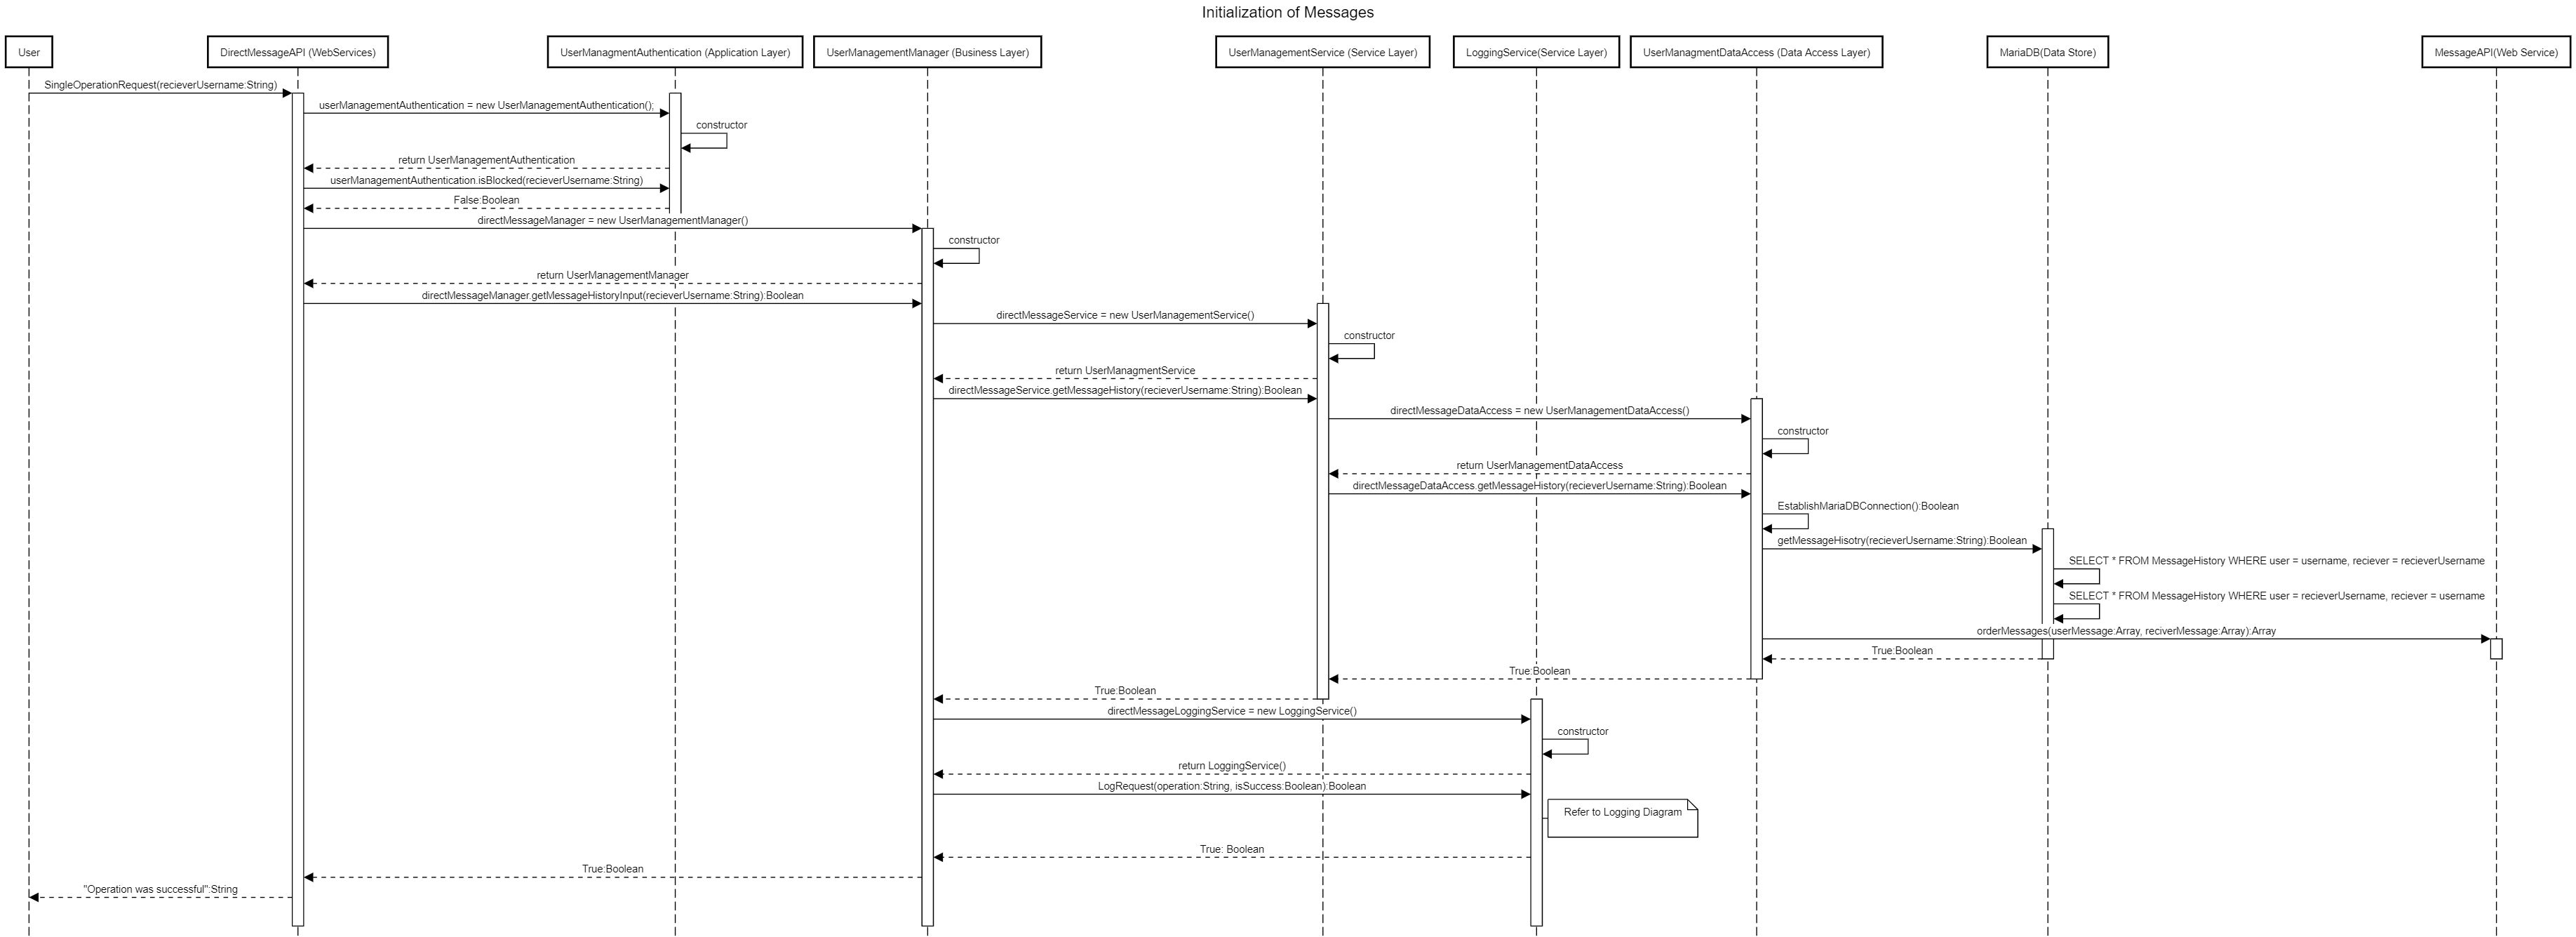 Initialization of Messages
User
DirectMessageAPI (WebServices)
UserManagmentAuthentication (Application Layer)
UserManagementManager (Business Layer)
UserManagementService (Service Layer)
LoggingService(Service Layer)
UserManagmentDataAccess (Data Access Layer)
MariaDB(Data Store)
MessageAPI(Web Service)
SingleOperationRequest(recieverUsername:String)
userManagementAuthentication = new UserManagementAuthentication();
constructor
return UserManagementAuthentication
userManagementAuthentication.isBlocked(recieverUsername:String)
False:Boolean
directMessageManager = new UserManagementManager()
constructor
return UserManagementManager
directMessageManager.getMessageHistoryInput(recieverUsername:String):Boolean
directMessageService = new UserManagementService()
constructor
return UserManagmentService
directMessageService.getMessageHistory(recieverUsername:String):Boolean
directMessageDataAccess = new UserManagementDataAccess()
constructor
return UserManagementDataAccess
directMessageDataAccess.getMessageHistory(recieverUsername:String):Boolean
EstablishMariaDBConnection():Boolean
getMessageHisotry(recieverUsername:String):Boolean
SELECT * FROM MessageHistory WHERE user = username, reciever = recieverUsername
SELECT * FROM MessageHistory WHERE user = recieverUsername, reciever = username
orderMessages(userMessage:Array, reciverMessage:Array):Array
True:Boolean
True:Boolean
True:Boolean
directMessageLoggingService = new LoggingService()
constructor
return LoggingService()
LogRequest(operation:String, isSuccess:Boolean):Boolean
Refer to Logging Diagram
True: Boolean
True:Boolean
"Operation was successful":String